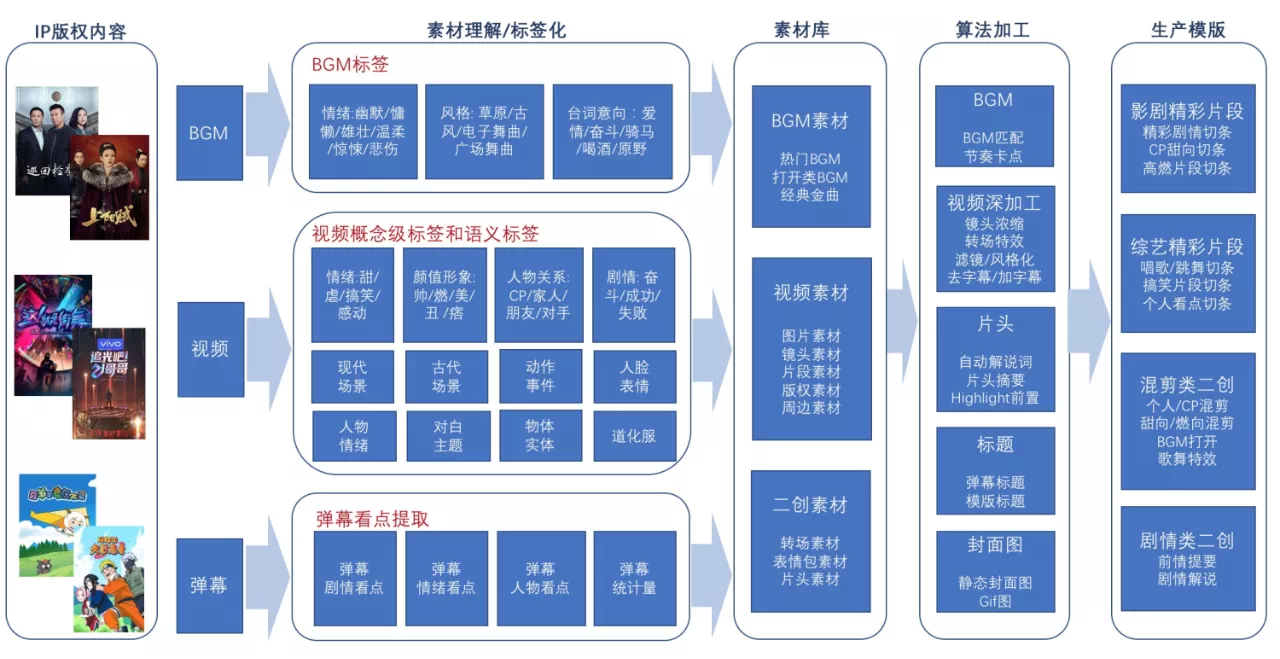 IP版权内容
素材理解/标签化
素材库
算法加工
生产模版
上阳赋
vivo
追光吧!
哥哥
BGM
视频
弹幕
BGM标签
情绪:幽默/慵
懒/雄壮/温柔
/惊悚/悲伤
风格: 草原/古
风/电子舞曲/
广场舞曲
台词意向：爱
情/奋斗/骑马
/喝酒/原野
视频概念级标签和语义标签
情绪:甜/
虐/搞笑/
感动
颜值形象:
帅/燃/美/
丑 /痞
人物关系:
CP/家人/
朋友/对手
剧情: 奋
斗/成功/
失败
现代
场景
古代
场景
动作
事件
人脸
表情
人物
情绪
对白
主题
物体
实体
道化服
弹幕看点提取
弹幕
剧情看点
弹幕
情绪看点
弹幕
人物看点
弹幕
统计量
BGM素材
热门BGM
打开类BGM
经典金曲
视频素材
图片素材
镜头素材
片段素材
版权素材
周边素材
二创素材
转场素材
表情包素材
片头素材
BGM
BGM匹配
节奏卡点
视频深加工
镜头浓缩
转场特效
滤镜/风格化
去字幕/加字幕
片头
自动解说词
片头摘要
Highlight前置
标题
弹幕标题
模版标题
封面图
静态封面图
Gif图
影剧精彩片段
精彩剧情切条
CP甜向切条
高燃片段切条
综艺精彩片段
唱歌/跳舞切条
搞笑片段切条
个人看点切条
混剪类二创
个人/CP混剪
甜向/燃向混剪
BGM打开
歌舞特效
剧情类二创
前情提要
剧情解说